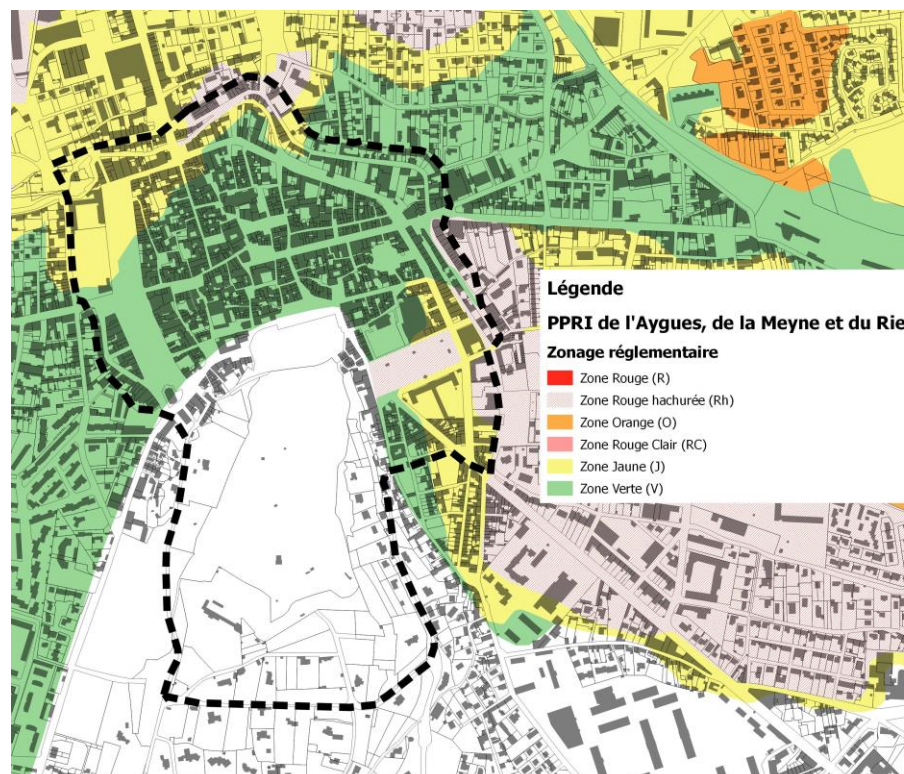 Légende
PPRI de l'Aygues, de la Meyne et du Rie
Zonage réglementaire
Zone Rouge (R)
Zone Rouge hachurée (Rh)
Zone Orange (O)
Zone Rouge Clair (RC)
Zone Jaune (J)
Zone Verte (V)